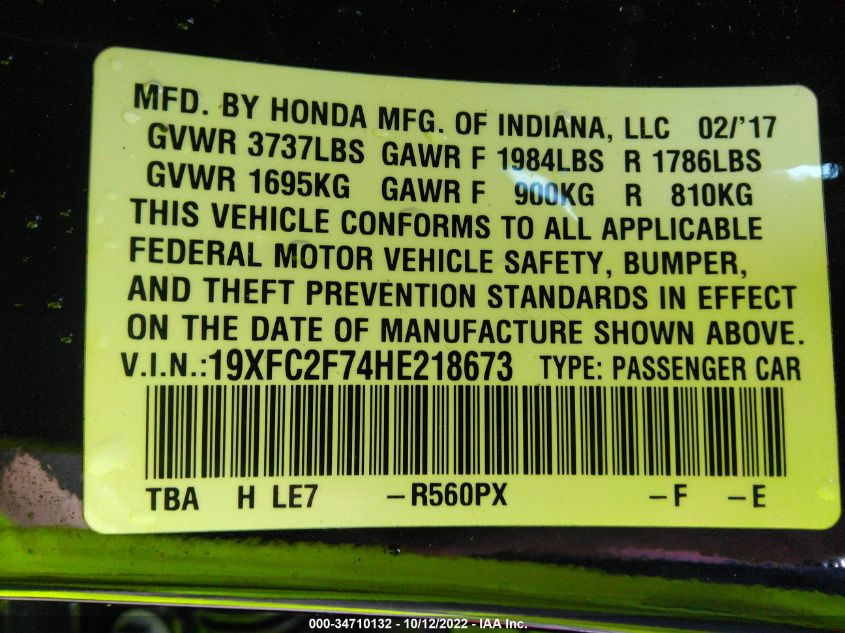 MFD. BY HONDA MFG. OF INDIANA, LLC 02/'17
GVWR 3737LBS GAWR F 1984LBS R 1786LBS
GVWR 1695KG GAWR F 900KG R 810KG
THIS VEHICLE CONFORMS TO ALL APPLICABLE
FEDERAL MOTOR VEHICLE SAFETY, BUMPER,
AND THEFT PREVENTION STANDARDS IN EFFECT
ON THE DATE OF MANUFACTURE SHOWN ABOVE.
V.I.N.:19XFC2F74HE218673 TYPE: PASSENGER CAR
TBA H LE7 –R560PX –F –E
000-34710132 - 10/12/2022 - IAA Inc.